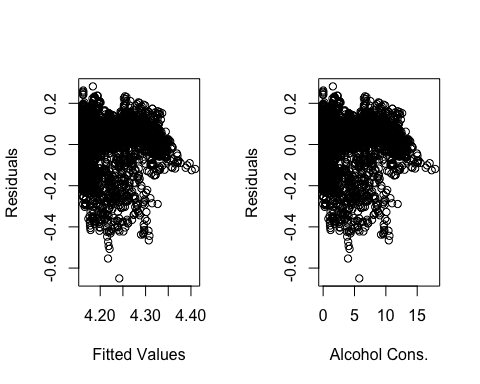 Residuals
0.2
0.0
-0.2
-0.4
-0.6
4.20 4.30 4.40
Fitted Values
Residuals
0.2
0.0
-0.2
-0.4
-0.6
0 5 10 15
Alcohol Cons.